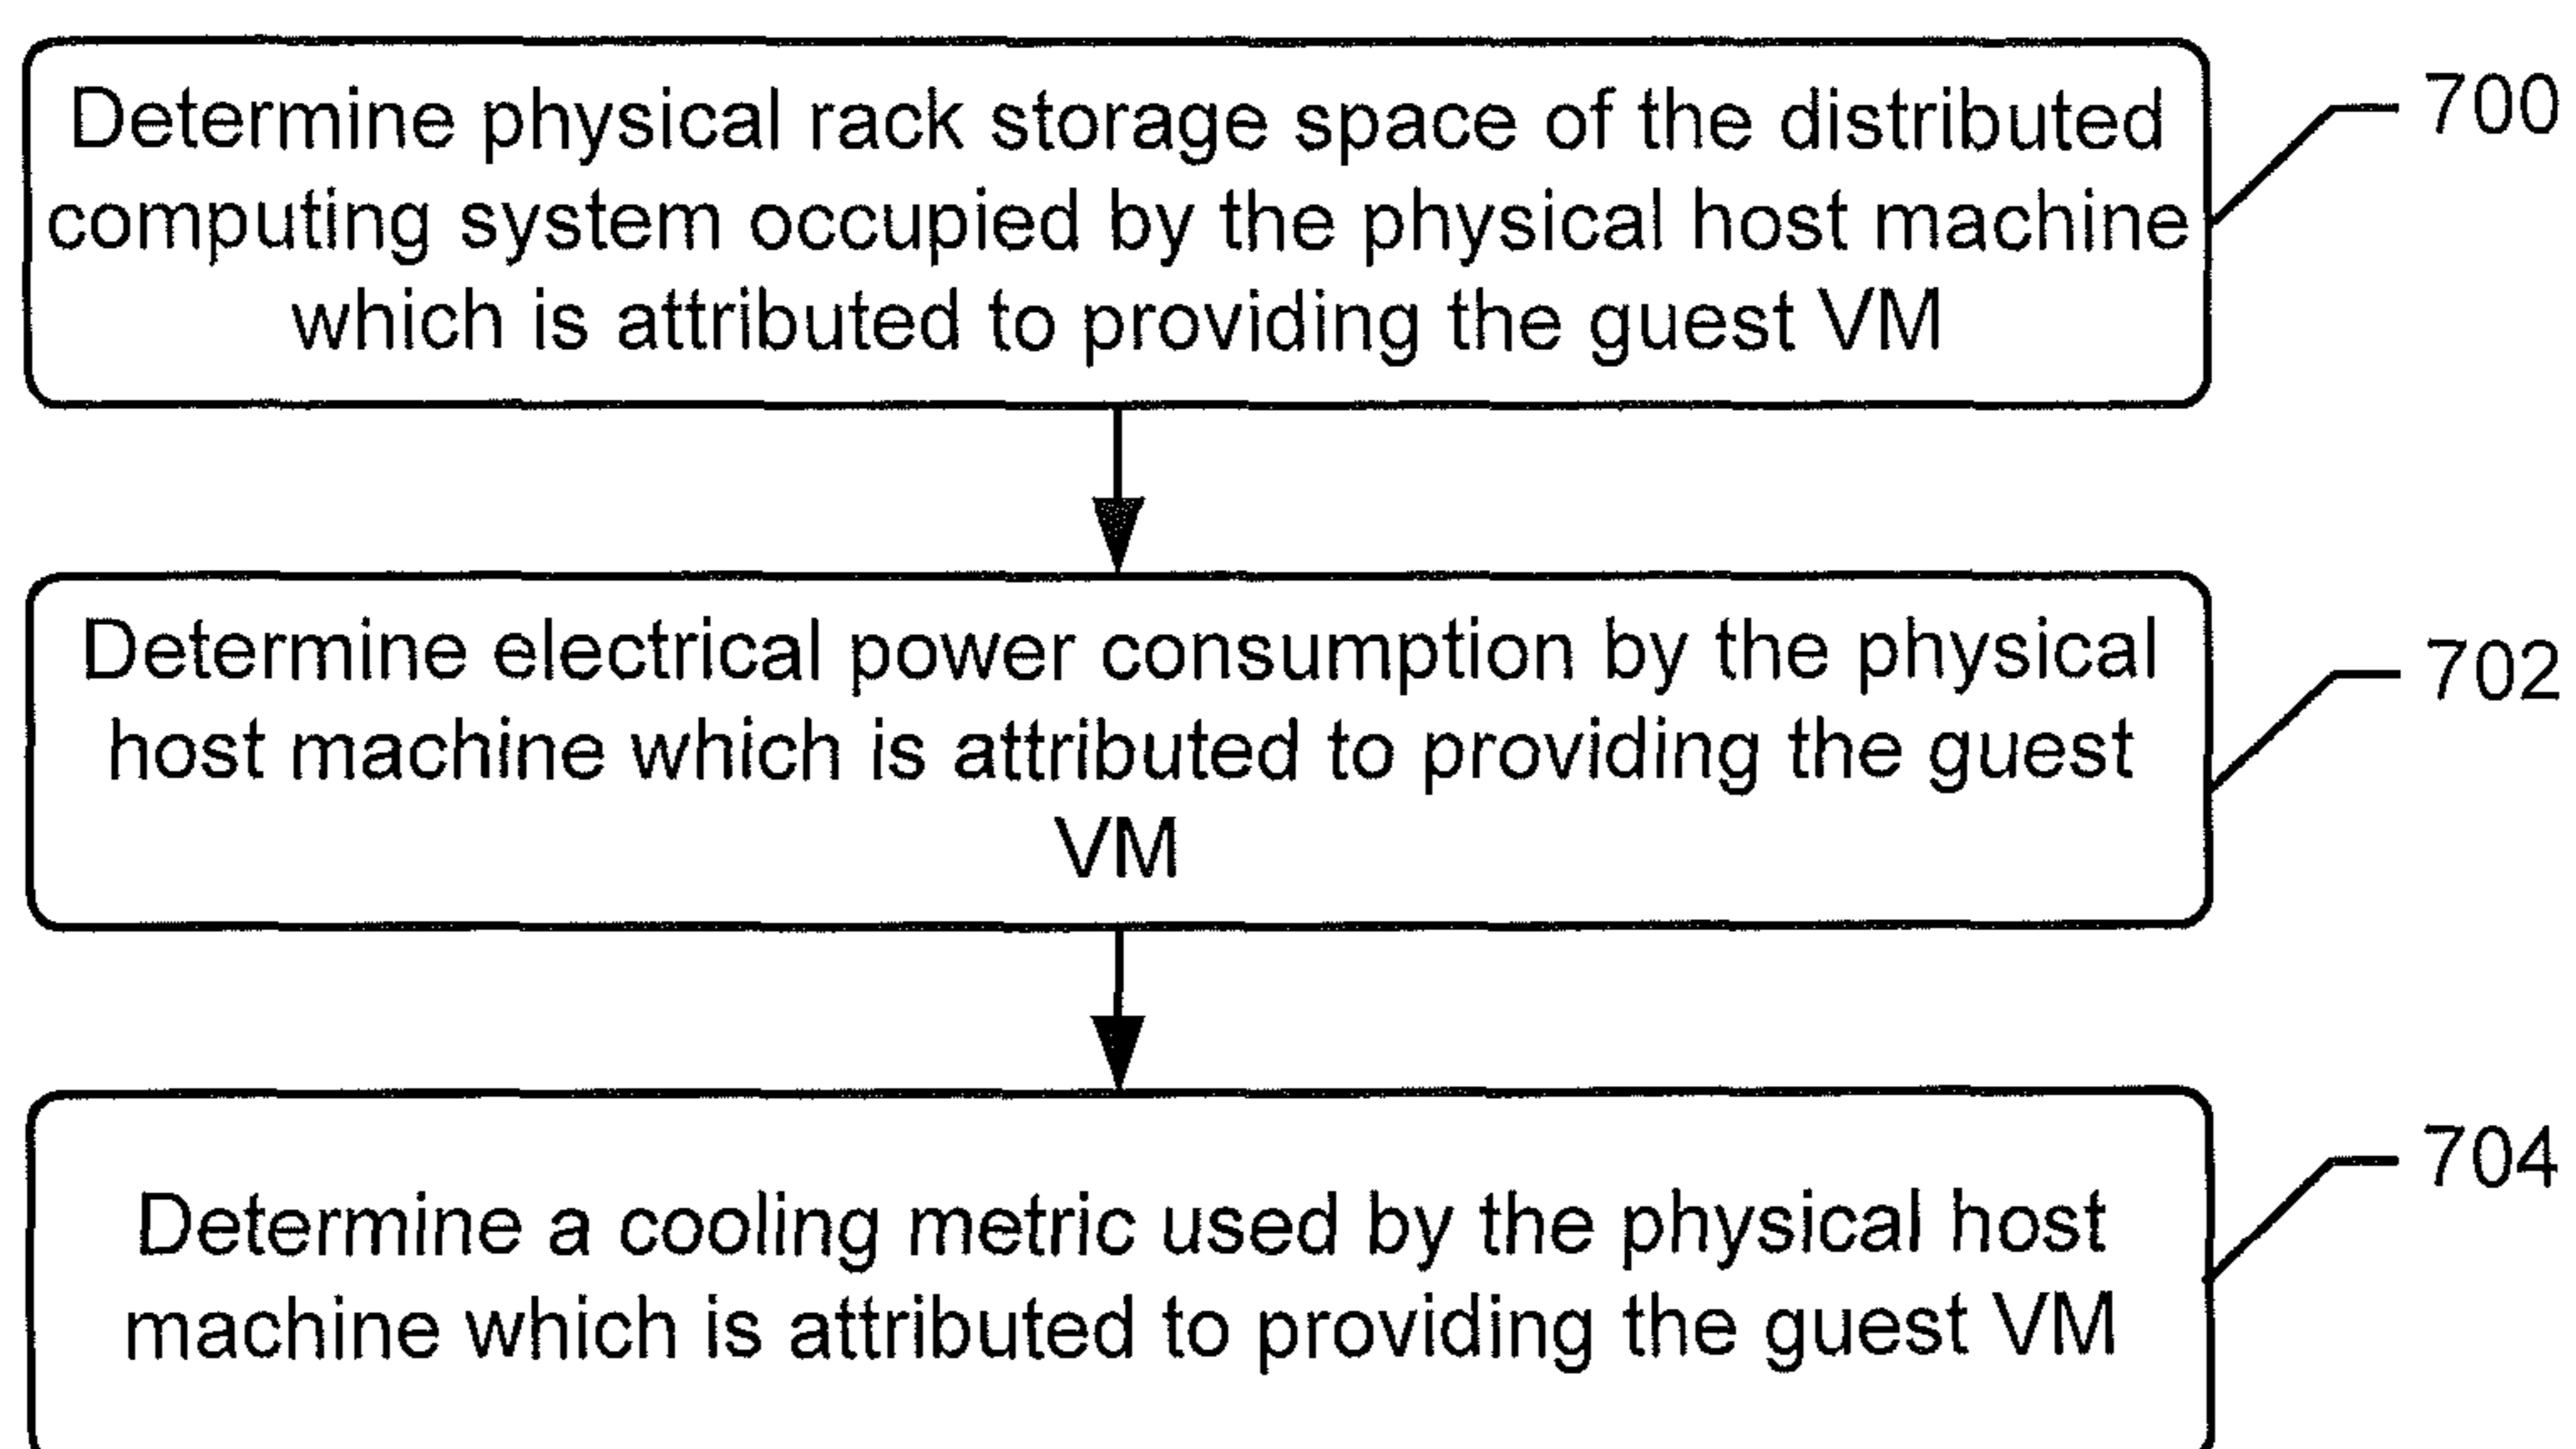 Determine physical rack storage space of the distributed
computing system occupied by the physical host machine
which is attributed to providing the guest VM
700
Determine electrical power consumption by the physical
host machine which is attributed to providing the guest
VM
702
Determine a cooling metric used by the physical host
machine which is attributed to providing the guest VM
704